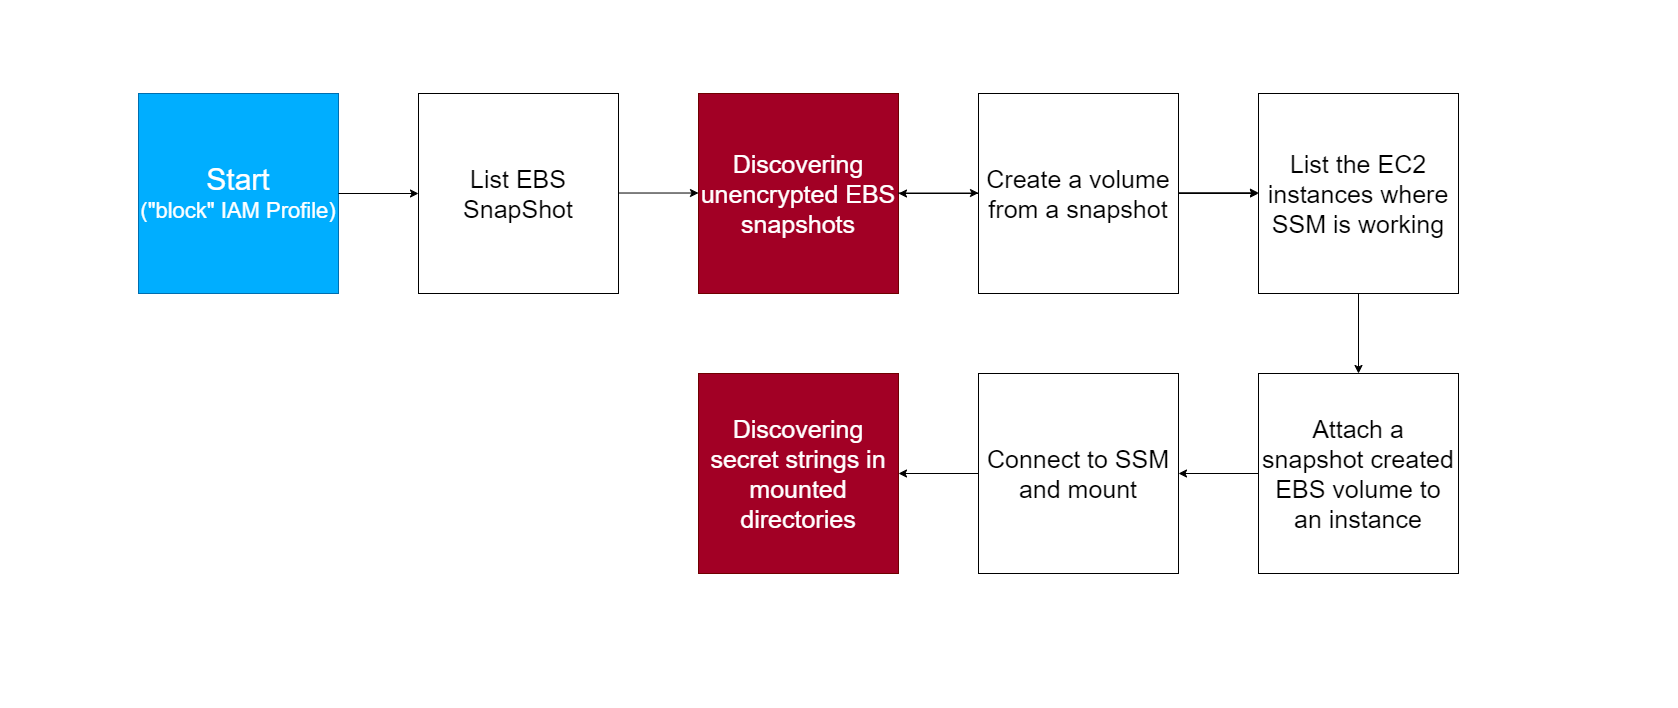 Start
("block" IAM Profile)
List EBS
SnapShot
Discovering
unencrypted EBS
snapshots
Create a volume
from a snapshot
List the EC2
instances where
SSM is working
Discovering
secret strings in
mounted
directories
Connect to SSM
and mount
Attach a
snapshot created
EBS volume to
an instance